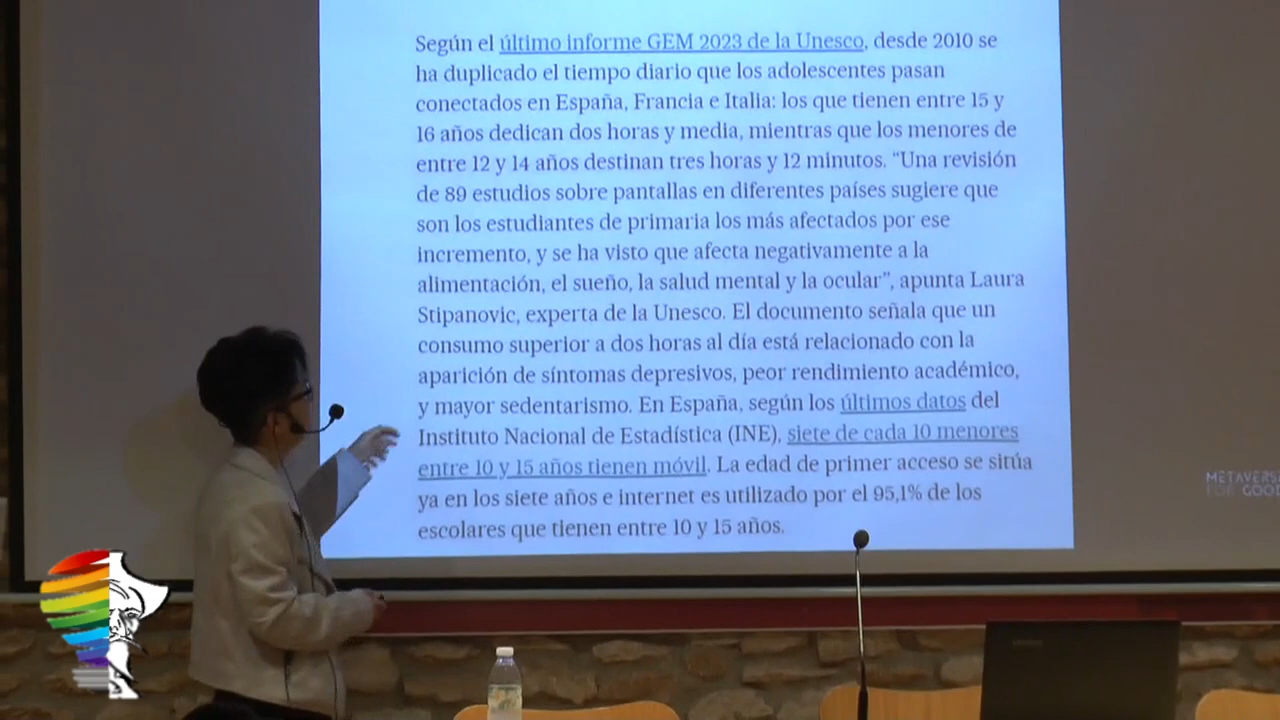 Según el último informe GEM 2023 de la Unesco, desde 2010 se
ha duplicado el tiempo diario que los adolescentes pasan
conectados en España, Francia e Italia: los que tienen entre 15 y
16 años dedican dos horas y media, mientras que los menores de
entre 12 y 14 años destinan tres horas y 12 minutos. “Una revisión
de 89 estudios sobre pantallas en diferentes países sugiere que
son los estudiantes de primaria los más afectados por ese
incremento, y se ha visto que afecta negativamente a la
alimentación, el sueño, la salud mental y la ocular”, apunta Laura
Stipanovic, experta de la Unesco. El documento señala que un
consumo superior a dos horas al día está relacionado con la
aparición de síntomas depresivos, peor rendimiento académico,
y mayor sedentarismo. En España, según los últimos datos del
Instituto Nacional de Estadística (INE), siete de cada 10 menores
entre 10 y 15 años tienen móvil. La edad de primer acceso se sitúa
ya en los siete años e internet es utilizado por el 95,1% de los
escolares que tienen entre 10 y 15 años.
METAVERSE
FOR GOOD